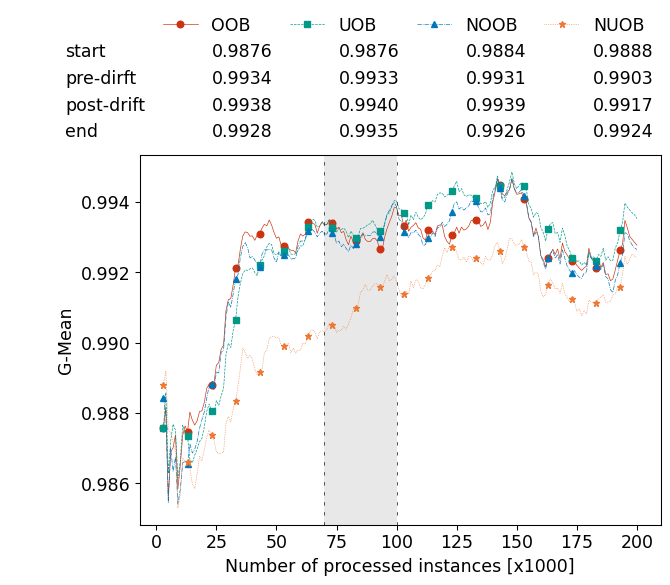 OOB UOB NOOB NUOB
start 0.9876 0.9876 0.9884 0.9888
pre-dirft 0.9934 0.9933 0.9931 0.9903
post-drift 0.9938 0.9940 0.9939 0.9917
end 0.9928 0.9935 0.9926 0.9924
G-Mean
0.994
0.992
0.990
0.988
0.986
0 25 50 75 100 125 150 175 200
Number of processed instances [x1000]